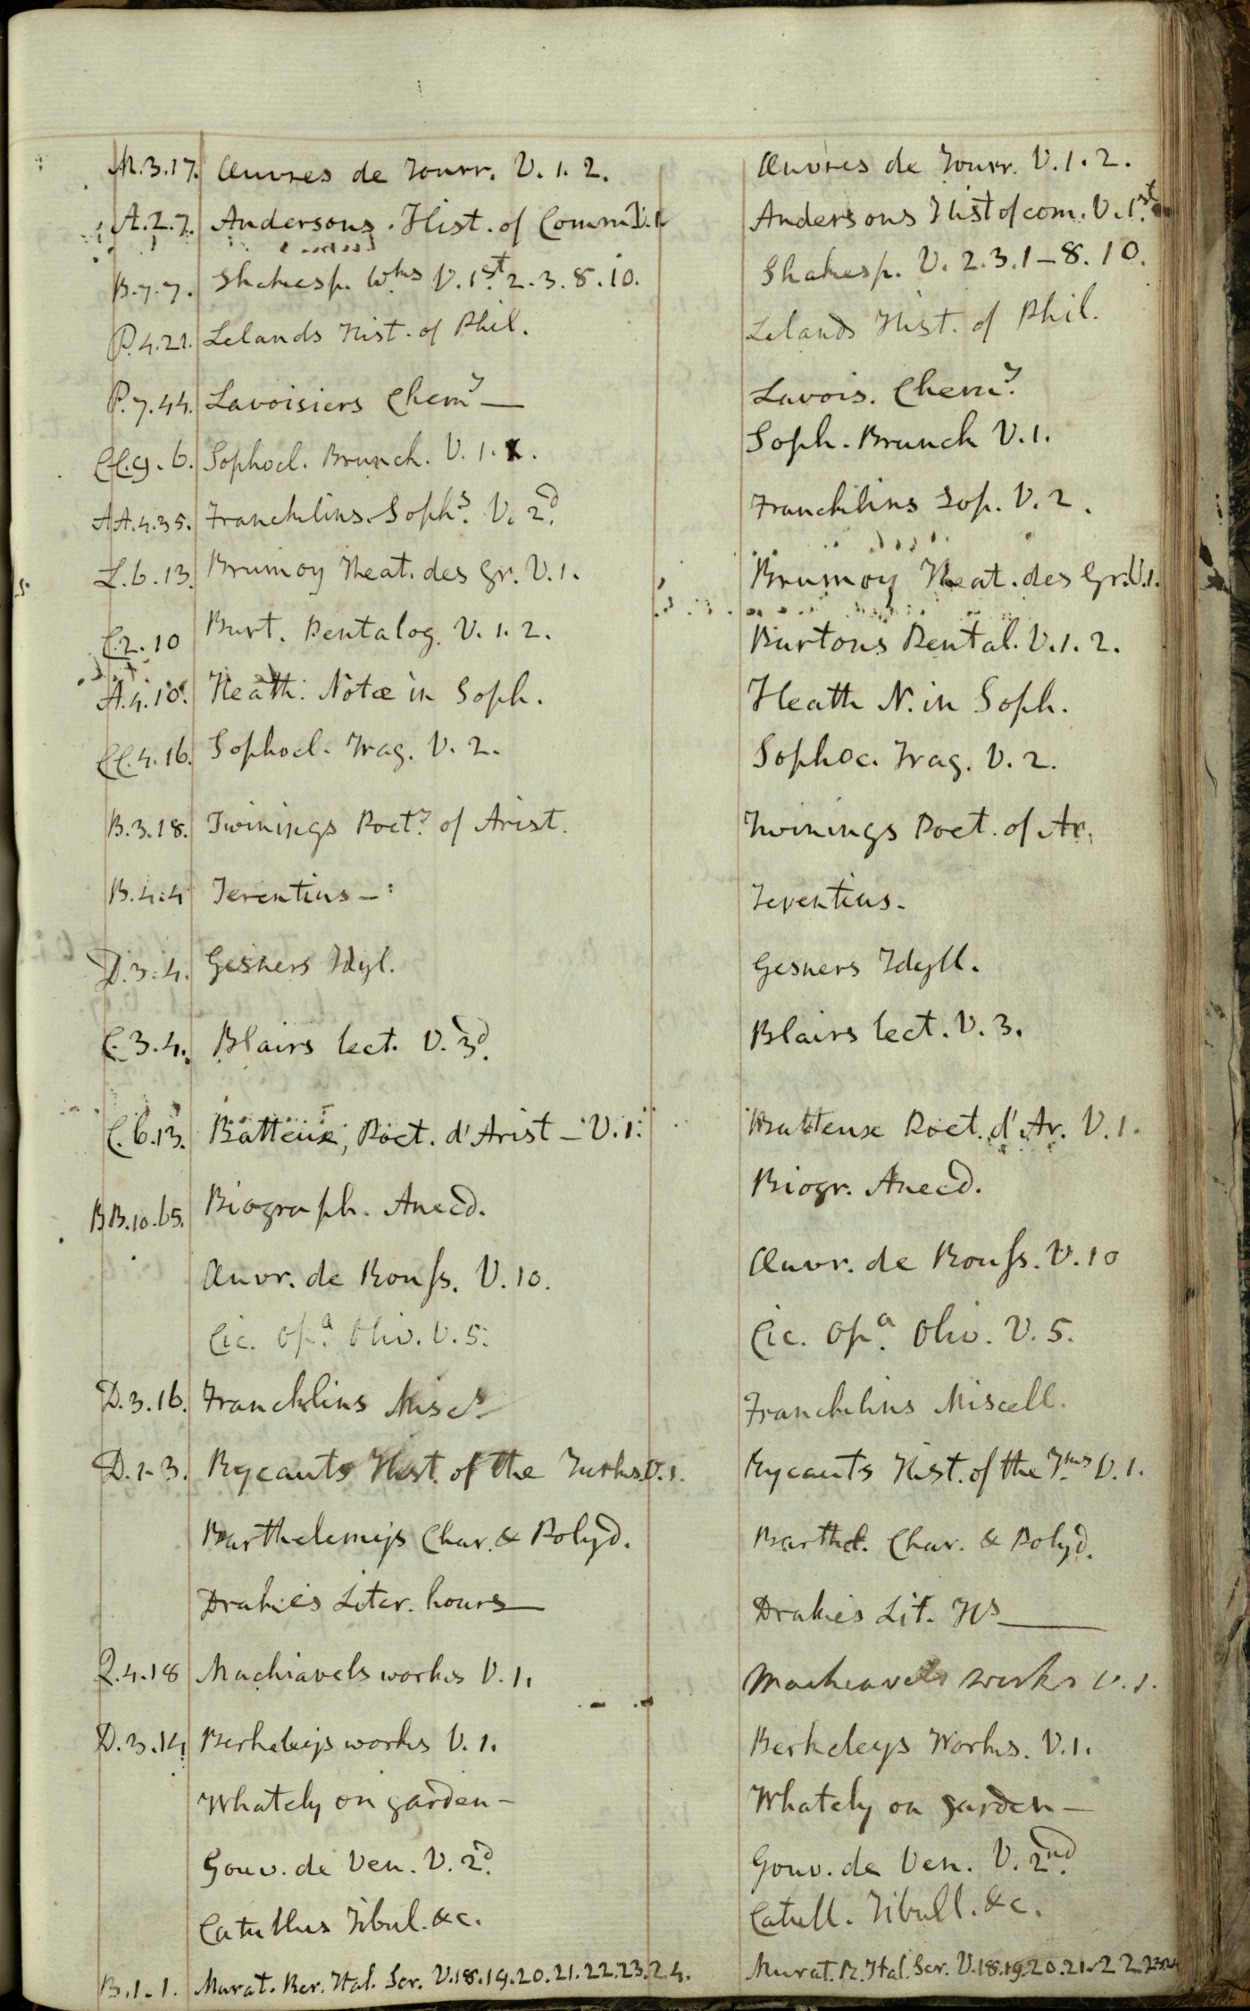 M.3.17. Œuvres de Tourr. V. 1. 2. Œuvres de Tourr. V. 1. 2.
A.2.7. Andersons. Hist. of Comm. V. 1 Andersons Hist of com. V. 1st
B.7.7. Shakesp. Wks V. 1st 2. 3. 8. 10. Shakesp. V. 2. 3. 1 – 8. 10.
P.4.21. Lelands Hist. of Phil. Lelands Hist. of Phil.
P.7.44. Lavoisiers Chemy — Lavois. Chemy.
CC.9.6. Sophocl. Brunck. V. 1. Soph. Brunck V. 1.
AA.4.35. Francklins Sophs. V. 2d. Francklins Sop. V. 2.
L.6.13. Brumoy Theat. des Gr. V. 1. Brumoy Theat. des Gr. V. 1.
C.2.10 Burt. Pentalog. V. 1. 2. Burtons Pental. V. 1. 2.
A.4.10. Heath. Notæ in Soph. Heath N. in Soph.
CC.4.16. Sophocl. Trag. V. 2. Sophoc. Trag. V. 2.
B.3.18. Twinings Poety. of Arist. Twinings Poet. of Ar.
B.4.4 Terentius – Terentius.
D.3.4. Gesners Idyl. Gesners Idyll.
C.3.4. Blairs lect. V. 3d. Blairs lect. V. 3.
C.6.13. Batteux, Poet. d'Arist – V. 1. Batteux Poet. d'Ar. V. 1.
BB.10.65. Biograph. Anecd. Biogr. Anecd.
Œuvr. de Rouss. V. 10. Œuvr. de Rouss. V. 10
Cic. Opa. Oliv. V. 5. Cic. Opa. Oliv. V. 5.
D.3.16. Francklins Miscs Francklins Miscell.
D.1-3. Rycauts Hist. of the Turks V. 1. Rycauts Hist. of the Tks V. 1.
Barthelemys Char. & Polyd. Barthel. Char. & Polyd.
Drakes Liter. hours — Drakes Lit. Hs —
Q.4.18 Machiavels works V. 1. Machiavels works V. 1.
D.3.14. Berkeleys works V. 1. Berkeleys Works. V. 1.
Whately on garden – Whately on garden –
Gouv. de Ven. V. 2d. Gouv. de Ven. V. 2nd.
Catullus Tibul. &c. Catull. Tibull. &c.
B.1.1. Murat. Rer. Ital. Scr. V. 18. 19. 20. 21. 22. 23. 24. Murat. R. Ital. Scr. V. 18. 19. 20. 21. 22. 23. 24